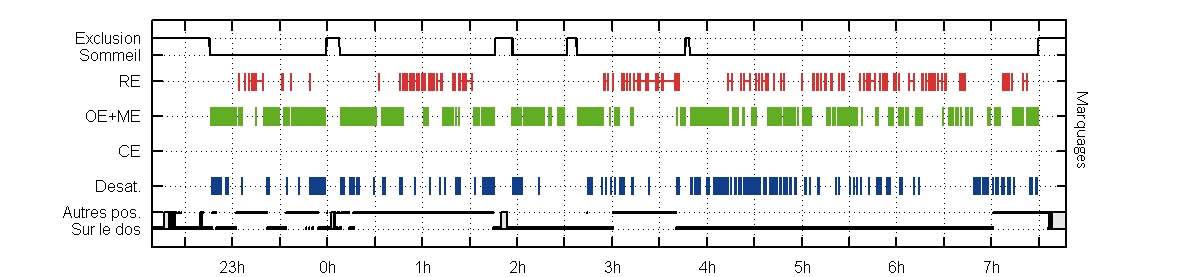 Exclusion
Sommeil
RE
OE+ME
CE
Desat.
Autres pos.
Sur le dos
Marquages
23h 0h 1h 2h 3h 4h 5h 6h 7h